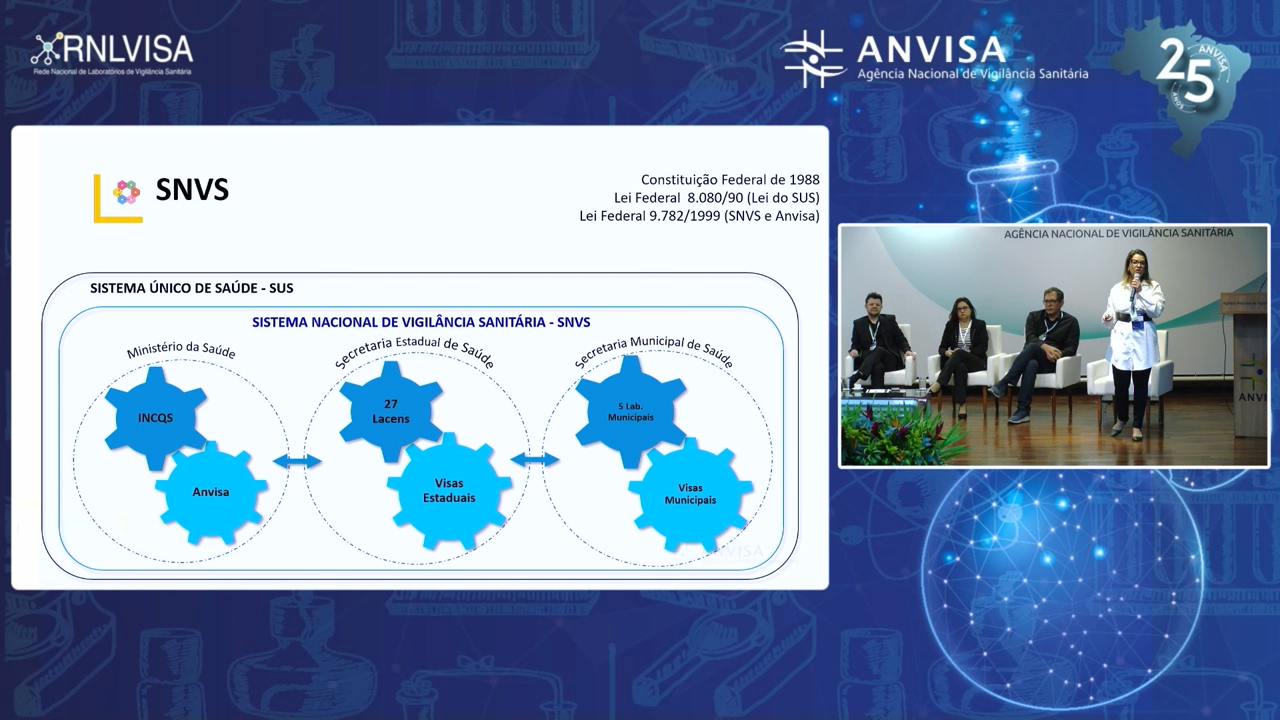 RNLVISA
Rede Nacional de Laboratórios de Vigilância Sanitária
ANVISA
Agência Nacional de Vigilância Sanitária
25
ANVISA
ANOS
SNVS
Constituição Federal de 1988
Lei Federal 8.080/90 (Lei do SUS)
Lei Federal 9.782/1999 (SNVS e Anvisa)
SISTEMA ÚNICO DE SAÚDE - SUS
SISTEMA NACIONAL DE VIGILÂNCIA SANITÁRIA - SNVS
Ministério da Saúde
INCQS
Anvisa
Secretaria Estadual de Saúde
27
Lacens
Visas
Estaduais
Secretaria Municipal de Saúde
5 Lab.
Municipais
Visas
Municipais
ANVISA
AGÊNCIA NACIONAL DE VIGILÂNCIA SANITÁRIA
ANVI